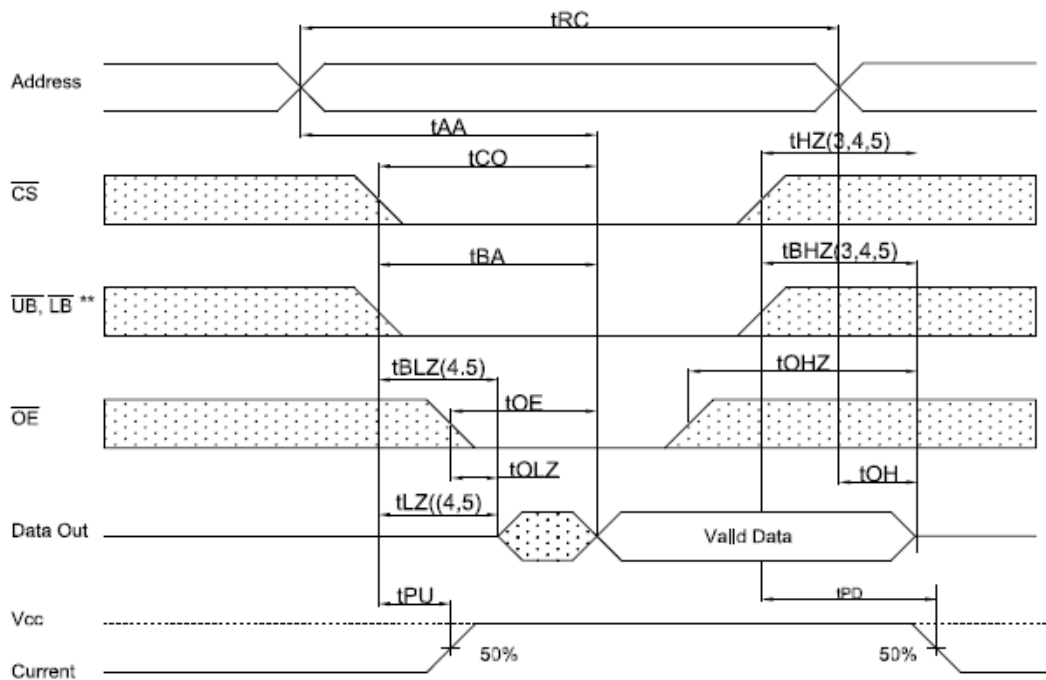 tRC
Address
tAA
tCO
tHZ(3,4,5)
CS
tBA
tBHZ(3,4,5)
UB, LB **
tBLZ(4.5)
tOHZ
tOE
OE
tOLZ
tOH
tLZ((4,5)
Data Out
Valid Data
tPU
tPD
Vcc
50%
50%
Current